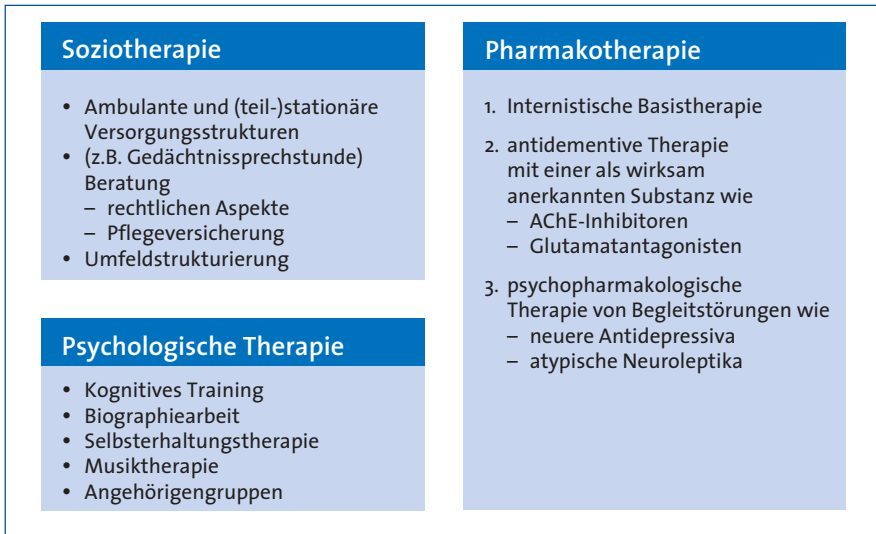 Soziotherapie
• Ambulante und (teil-)stationäre
Versorgungsstrukturen
• (z.B. Gedächtnissprechstunde)
Beratung
– rechtlichen Aspekte
– Pflegeversicherung
• Umfeldstrukturierung
Psychologische Therapie
• Kognitives Training
• Biographiearbeit
• Selbsterhaltungstherapie
• Musiktherapie
• Angehörigengruppen
Pharmakotherapie
1. Internistische Basistherapie
2. antidementive Therapie
mit einer als wirksam
anerkannten Substanz wie
– AChE-Inhibitoren
– Glutamatantagonisten
3. psychopharmakologische
Therapie von Begleitstörungen wie
– neuere Antidepressiva
– atypische Neuroleptika